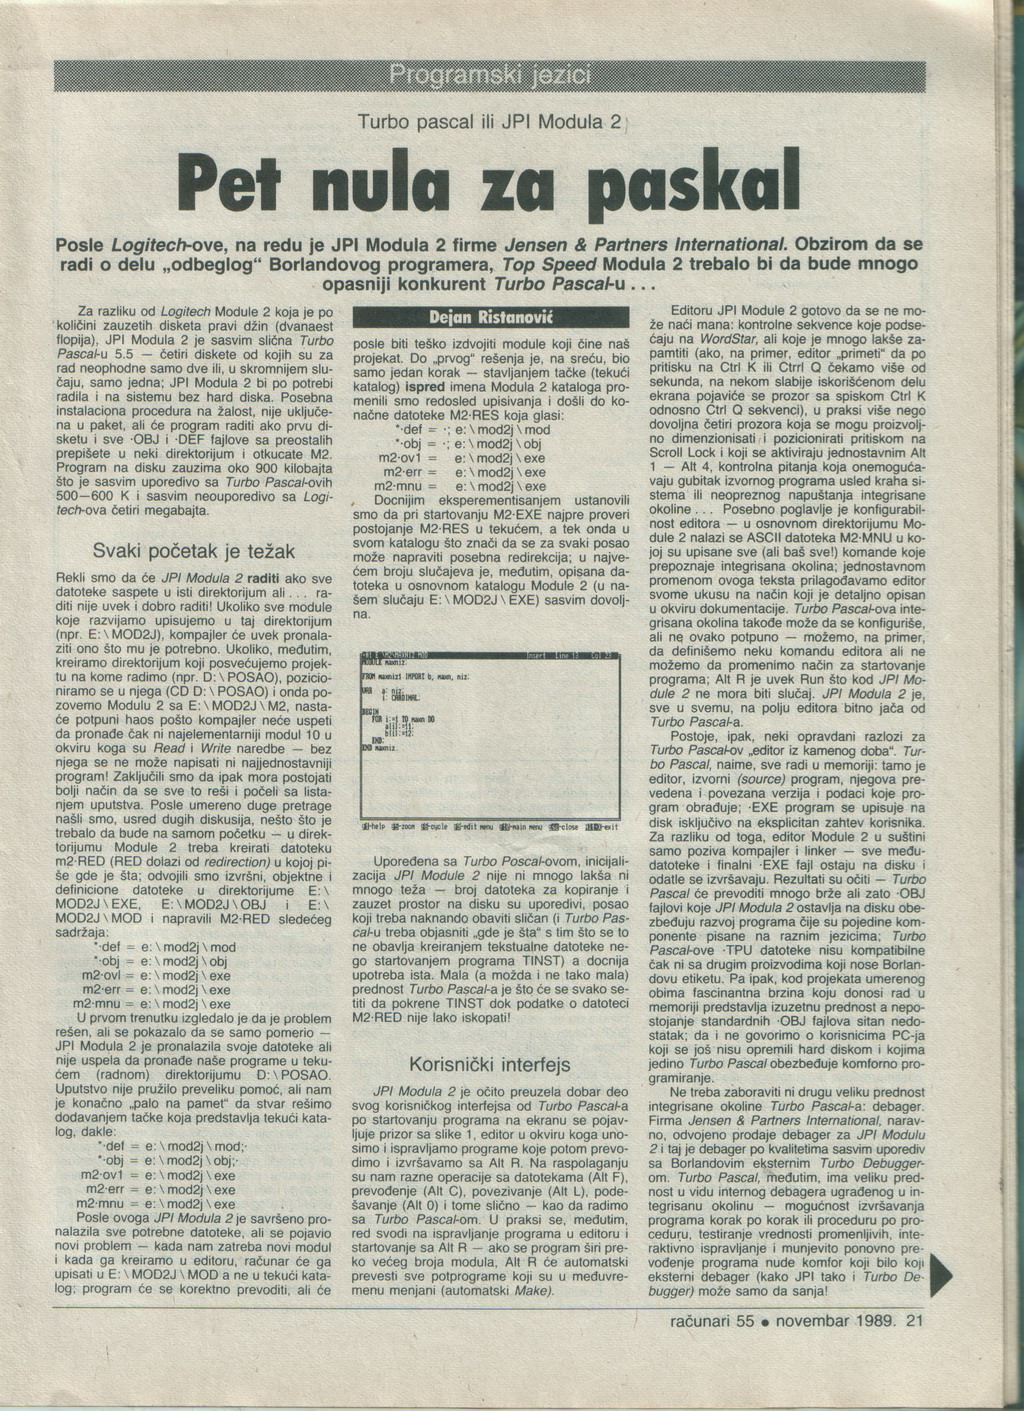 Programski jezici
Turbo pascal ili JPI Modula 2
Pet nula za paskal
Posle Logitech-ove, na redu je JPI Modula 2 firme Jensen & Partners International. Obzirom da se
radi o delu „odbeglog“ Borlandovog programera, Top Speed Modula 2 trebalo bi da bude mnogo
opasniji konkurent Turbo Pascal-u . . .
Za razliku od Logitech Module 2 koja je po
količini zauzetih disketa pravi džin (dvanaest
flopija), JPI Modula 2 je sasvim slična Turbo
Pascal-u 5.5 — četiri diskete od kojih su za
rad neophodne samo dve ili, u skromnijem slu-
čaju, samo jedna; JPI Modula 2 bi po potrebi
radila i na sistemu bez hard diska. Posebna
instalaciona procedura na žalost, nije uključe-
na u paket, ali će program raditi ako prvu di-
sketu i sve ·OBJ i ·DEF fajlove sa preostalih
prepišete u neki direktorijum i otkucate M2.
Program na disku zauzima oko 900 kilobajta
što je sasvim uporedivo sa Turbo Pascal-ovih
500—600 K i sasvim neouporedivo sa Logi-
tech-ova četiri megabajta.
Svaki početak je težak
Rekli smo da će JPI Modula 2 raditi ako sve
datoteke saspete u isti direktorijum ali . . . ra-
diti nije uvek i dobro raditi! Ukoliko sve module
koje razvijamo upisujemo u taj direktorijum
(npr. E: \ MOD2J), kompajler će uvek pronala-
ziti ono što mu je potrebno. Ukoliko, međutim,
kreiramo direktorijum koji posvećujemo projek-
tu na kome radimo (npr. D: \ POSAO), pozicio-
niramo se u njega (CD D: \ POSAO) i onda po-
zovemo Modulu 2 sa E: \ MOD2J \ M2, nasta-
će potpuni haos pošto kompajler neće uspeti
da pronađe čak ni najelementarniji modul 10 u
okviru koga su Read i Write naredbe — bez
njega se ne može napisati ni najjednostavniji
program! Zaključili smo da ipak mora postojati
bolji način da se sve to reši i počeli sa lista-
njem uputstva. Posle umereno duge pretrage
našli smo, usred dugih diskusija, nešto što je
trebalo da bude na samom početku — u direk-
torijumu Module 2 treba kreirati datoteku
m2·RED (RED dolazi od redirection) u kojoj pi-
še gde je šta; odvojili smo izvršni, objektne i
definicione datoteke u direktorijume E: \
MOD2J \ EXE, E: \ MOD2J \ OBJ i E: \
MOD2J \ MOD i napravili M2·RED sledećeg
sadržaja:
*·def = e: \ mod2j \ mod
*·obj = e: \ mod2j \ obj
m2·ovl = e: \ mod2j \ exe
m2·err = e: \ mod2j \ exe
m2·mnu = e: \ mod2j \ exe
U prvom trenutku izgledalo je da je problem
rešen, ali se pokazalo da se samo pomerio —
JPI Modula 2 je pronalazila svoje datoteke ali
nije uspela da pronađe naše programe u teku-
ćem (radnom) direktorijumu D: \ POSAO.
Uputstvo nije pružilo preveliku pomoć, ali nam
je konačno „palo na pamet“ da stvar rešimo
dodavanjem tačke koja predstavlja tekući kata-
log, dakle:
*·def = e: \ mod2j \ mod;·
*·obj = e: \ mod2j \ obj;·
m2·ov1 = e: \ mod2j \ exe
m2·err = e: \ mod2j \ exe
m2·mnu = e: \ mod2j \ exe
Posle ovoga JPI Modula 2 je savršeno pro-
nalazila sve potrebne datoteke, ali se pojavio
novi problem — kada nam zatreba novi modul
i kada ga kreiramo u editoru, računar će ga
upisati u E: \ MOD2J \ MOD a ne u tekući kata-
log; program će se korektno prevoditi, ali će
Dejan Ristanović
posle biti teško izdvojiti module koji čine naš
projekat. Do „prvog“ rešenja je, na sreću, bio
samo jedan korak — stavljanjem tačke (tekući
katalog) ispred imena Modula 2 kataloga pro-
menili smo redosled upisivanja i došli do ko-
načne datoteke M2·RES koja glasi:
*·def = ·; e: \ mod2j \ mod
*·obj = ·; e: \ mod2j \ obj
m2·ov1 = e: \ mod2j \ exe
m2·err = e: \ mod2j \ exe
m2·mnu = e: \ mod2j \ exe
Docnijim eksperementisanjem ustanovili
smo da pri startovanju M2·EXE najpre proveri
postojanje M2·RES u tekućem, a tek onda u
svom katalogu što znači da se za svaki posao
može napraviti posebna redirekcija; u najve-
ćem broju slučajeva je, međutim, opisana da-
toteka u osnovnom katalogu Module 2 (u na-
šem slučaju E: \ MOD2J \ EXE) sasvim dovolj-
na.
Insert Line 13 Col 23
MODULE maxniz;
FROM maxniz1 IMPORT b, maxn, niz;
VAR a: niz;
i: CARDINAL;
BEGIN
FOR i:=1 TO maxn DO
a[i]:=i1;
b[i]:=i2;
END;
END maxniz.
-help -zoom -cycle -edit menu -main menu -close -exit
Upoređena sa Turbo Poscal-ovom, inicijali-
zacija JPI Module 2 nije ni mnogo lakša ni
mnogo teža — broj datoteka za kopiranje i
zauzet prostor na disku su uporedivi, posao
koji treba naknando obaviti sličan (i Turbo Pas-
cal-u treba objasniti „gde je šta“ s tim što se to
ne obavlja kreiranjem tekstualne datoteke ne-
go startovanjem programa TINST) a docnija
upotreba ista. Mala (a možda i ne tako mala)
prednost Turbo Pascal-a je što će se svako se-
titi da pokrene TINST dok podatke o datoteci
M2·RED nije lako iskopati!
Korisnički interfejs
JPI Modula 2 je očito preuzela dobar deo
svog korisničkog interfejsa od Turbo Pascal-a
po startovanju programa na ekranu se pojav-
ljuje prizor sa slike 1, editor u okviru koga uno-
simo i ispravljamo programe koje potom prevo-
dimo i izvršavamo sa Alt R. Na raspolaganju
su nam razne operacije sa datotekama (Alt F),
prevođenje (Alt C), povezivanje (Alt L), pode-
šavanje (Alt 0) i tome slično — kao da radimo
sa Turbo Pascal-om. U praksi se, međutim,
red svodi na ispravljanje programa u editoru i
startovanje sa Alt R — ako se program širi pre-
ko većeg broja modula, Alt R će automatski
prevesti sve potprograme koji su u međuvre-
menu menjani (automatski Make).
Editoru JPI Module 2 gotovo da se ne mo-
že naći mana: kontrolne sekvence koje podse-
ćaju na WordStar, ali koje je mnogo lakše za-
pamtiti (ako, na primer, editor „primeti“ da po
pritisku na Ctrl K ili Ctrrl Q čekamo više od
sekunda, na nekom slabije iskorišćenom delu
ekrana pojaviće se prozor sa spiskom Ctrl K
odnosno Ctrl Q sekvenci), u praksi više nego
dovoljna četiri prozora koja se mogu proizvolj-
no dimenzionisati i pozicionirati pritiskom na
Scroll Lock i koji se aktiviraju jednostavnim Alt
1 — Alt 4, kontrolna pitanja koja onemoguća-
vaju gubitak izvornog programa usled kraha si-
stema ili neopreznog napuštanja integrisane
okoline . . . Posebno poglavlje je konfigurabil-
nost editora — u osnovnom direktorijumu Mo-
dule 2 nalazi se ASCII datoteka M2·MNU u ko-
joj su upisane sve (ali baš sve!) komande koje
prepoznaje integrisana okolina; jednostavnom
promenom ovoga teksta prilagođavamo editor
svome ukusu na način koji je detaljno opisan
u okviru dokumentacije. Turbo Pascal-ova inte-
grisana okolina takođe može da se konfiguriše,
ali ne ovako potpuno — možemo, na primer,
da definišemo neku komandu editora ali ne
možemo da promenimo način za startovanje
programa; Alt R je uvek Run što kod JPI Mo-
dule 2 ne mora biti slučaj. JPI Modula 2 je,
sve u svemu, na polju editora bitno jača od
Turbo Pascal-a.
Postoje, ipak, neki opravdani razlozi za
Turbo Pascal-ov „editor iz kamenog doba“. Tur-
bo Pascal, naime, sve radi u memoriji: tamo je
editor, izvorni (source) program, njegova pre-
vedena i povezana verzija i podaci koje pro-
gram obrađuje; ·EXE program se upisuje na
disk isključivo na eksplicitan zahtev korisnika.
Za razliku od toga, editor Module 2 u suštini
samo poziva kompajler i linker — sve među-
datoteke i finalni ·EXE fajl ostaju na disku i
odatle se izvršavaju. Rezultati su očiti — Turbo
Pascal će prevoditi mnogo brže ali zato ·OBJ
fajlovi koje JPI Modula 2 ostavlja na disku obe-
zbeđuju razvoj programa čije su pojedine kom-
ponente pisane na raznim jezicima; Turbo
Pascal-ove ·TPU datoteke nisu kompatibilne
čak ni sa drugim proizvodima koji nose Borlan-
dovu etiketu. Pa ipak, kod projekata umerenog
obima fascinantna brzina koju donosi rad u
memoriji predstavlja izuzetnu prednost a nepo-
stojanje standardnih ·OBJ fajlova sitan nedo-
statak; da i ne govorimo o korisnicima PC-ja
koji se još nisu opremili hard diskom i kojima
jedino Turbo Pascal obezbeđuje komforno pro-
gramiranje.
Ne treba zaboraviti ni drugu veliku prednost
integrisane okoline Turbo Pascal-a: debager.
Firma Jensen & Partners International, narav-
no, odvojeno prodaje debager za JPI Modulu
2 i taj je debager po kvalitetima sasvim uporediv
sa Borlandovim eksternim Turbo Debugger-
om. Turbo Pascal, međutim, ima veliku pred-
nost u vidu internog debagera ugrađenog u in-
tegrisanu okolinu — mogućnost izvršavanja
programa korak po korak ili proceduru po pro-
ceduru, testiranje vrednosti promenljivih, inte-
raktivno ispravljanje i munjevito ponovno pre-
vođenje programa nude komfor koji bilo koji
eksterni debager (kako JPI tako i Turbo De-
bugger) može samo da sanja!
računari 55 • novembar 1989. 21